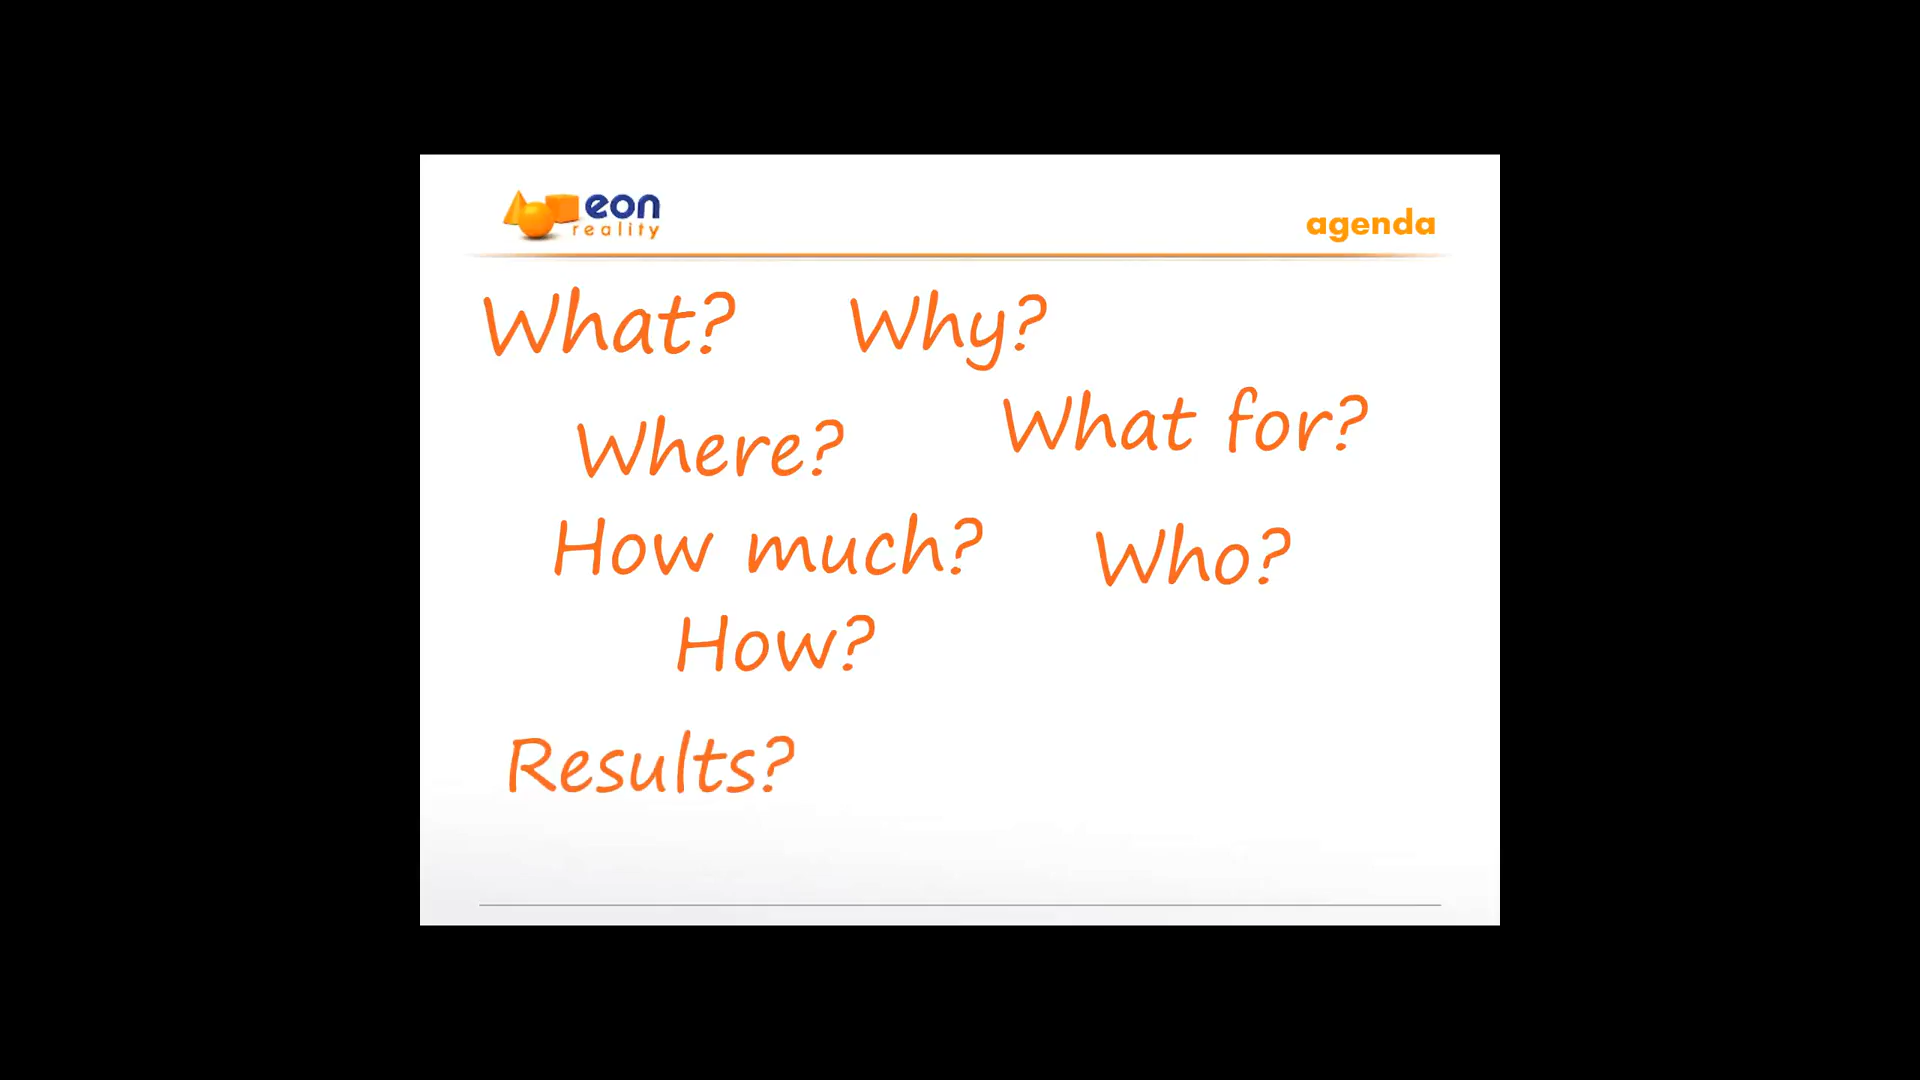 eon
reality
agenda
What? Why?
What for?
Where?
How much? Who?
How?
Results?